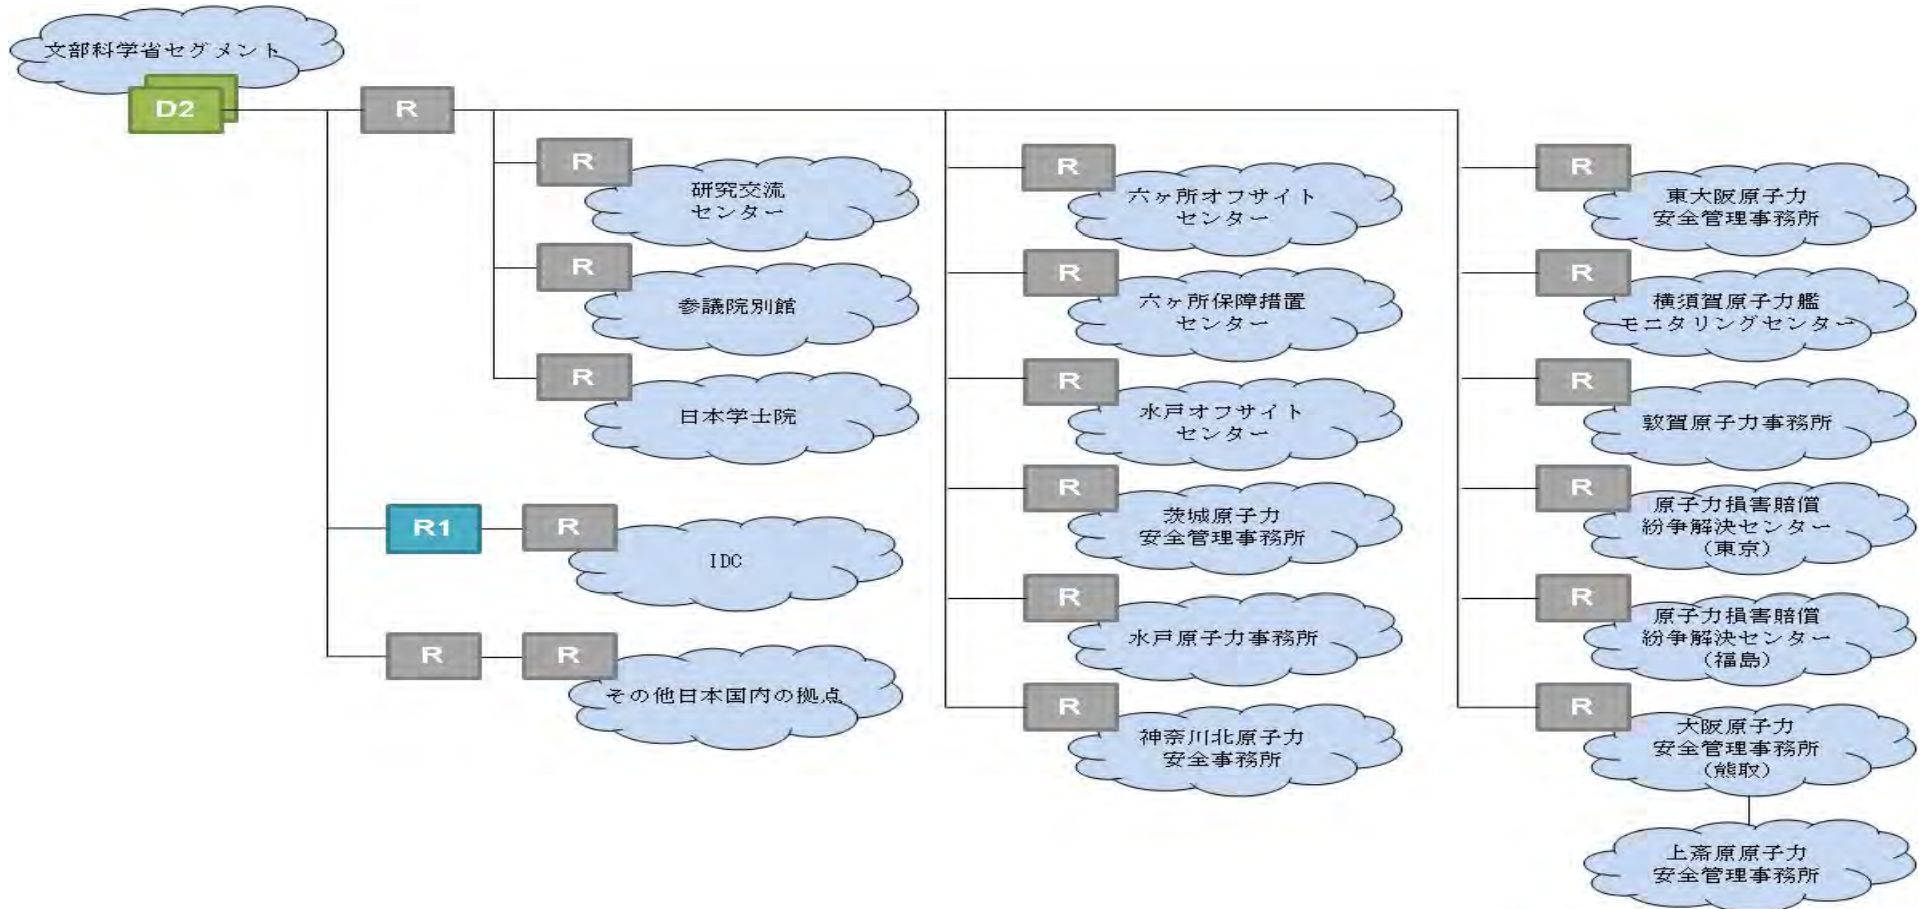 文部科学省セグメント
D2
R
R
研究交流
センター
R
参議院別館
R
日本学士院
R1
R
IDC
R
R
その他日本国内の拠点
R
六ヶ所オフサイト
センター
R
六ヶ所保障措置
センター
R
水戸オフサイト
センター
R
茨城原子力
安全管理事務所
R
水戸原子力事務所
R
神奈川北原子力
安全事務所
R
東大阪原子力
安全管理事務所
R
横須賀原子力艦
モニタリングセンター
R
敦賀原子力事務所
R
原子力損害賠償
紛争解決センター
(東京)
R
原子力損害賠償
紛争解決センター
(福島)
R
大阪原子力
安全管理事務所
(熊取)
上斎原原子力
安全管理事務所